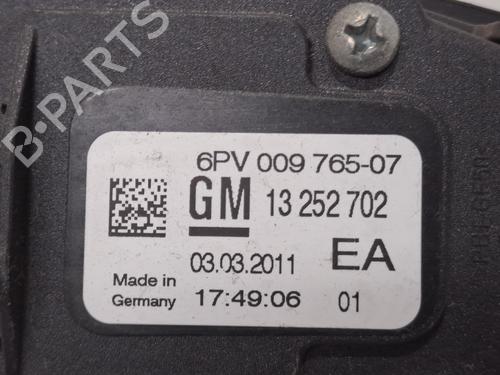 6PV 009 765-07
GM 13 252 702
03.03.2011 EA
Made in
Germany 17:49:06 01
B-PARTS